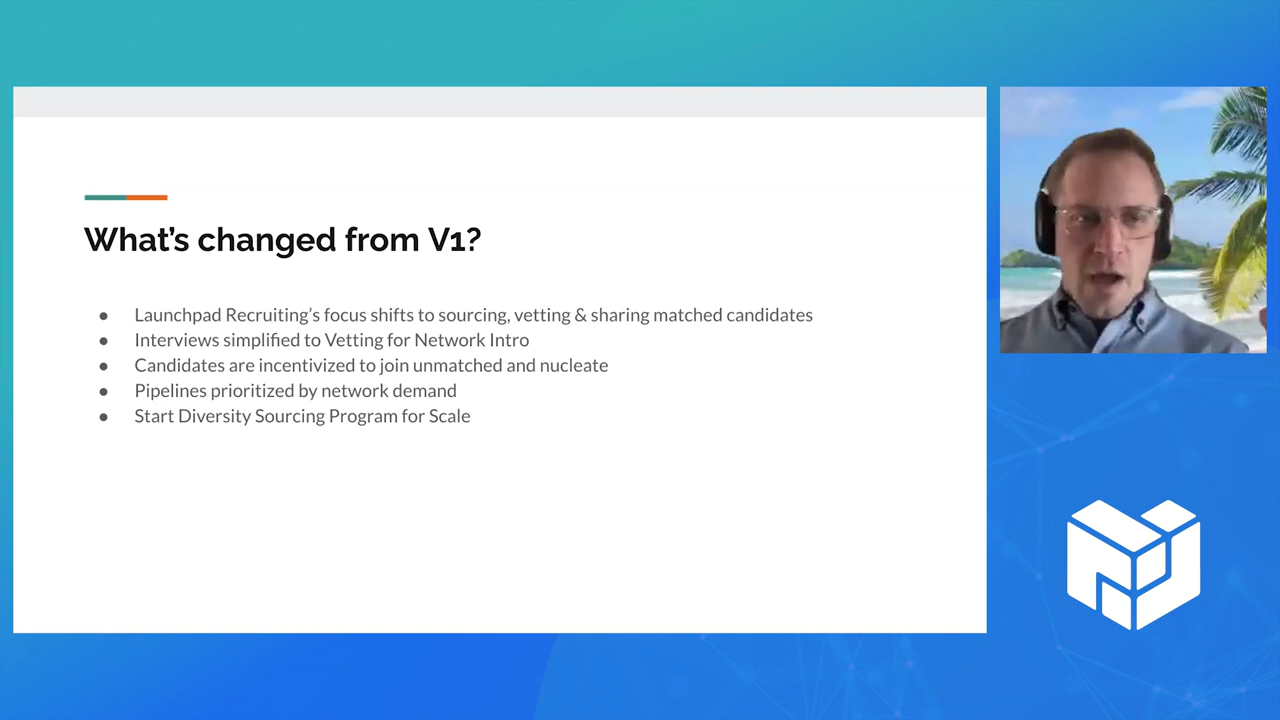 What's changed from V1?
● Launchpad Recruiting's focus shifts to sourcing, vetting & sharing matched candidates
● Interviews simplified to Vetting for Network Intro
● Candidates are incentivized to join unmatched and nucleate
● Pipelines prioritized by network demand
● Start Diversity Sourcing Program for Scale